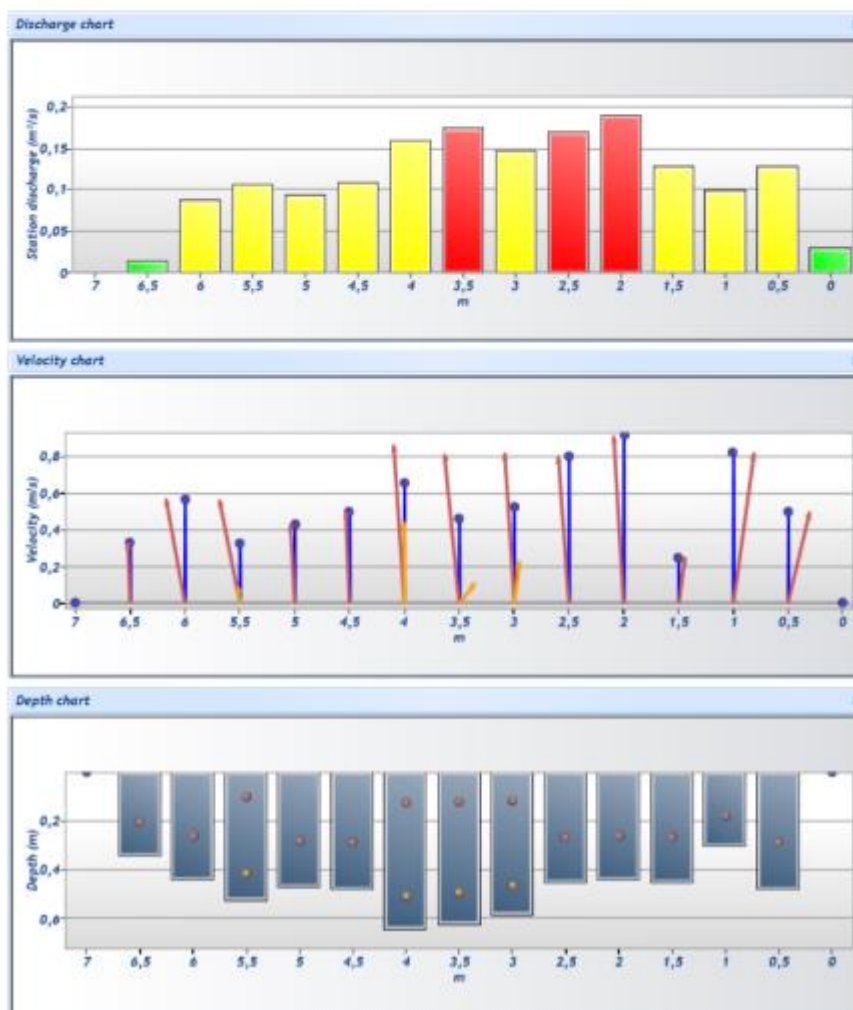 Discharge chart
Station discharge (m³/s)
0,2
0,15
0,1
0,05
0
7 6,5 6 5,5 5 4,5 4 3,5 3 2,5 2 1,5 1 0,5 0
m
Velocity chart
Velocity (m/s)
0,8
0,6
0,4
0,2
0
7 6,5 6 5,5 5 4,5 4 3,5 3 2,5 2 1,5 1 0,5 0
m
Depth chart
Depth (m)
0,2
0,4
0,6
7 6,5 6 5,5 5 4,5 4 3,5 3 2,5 2 1,5 1 0,5 0
m